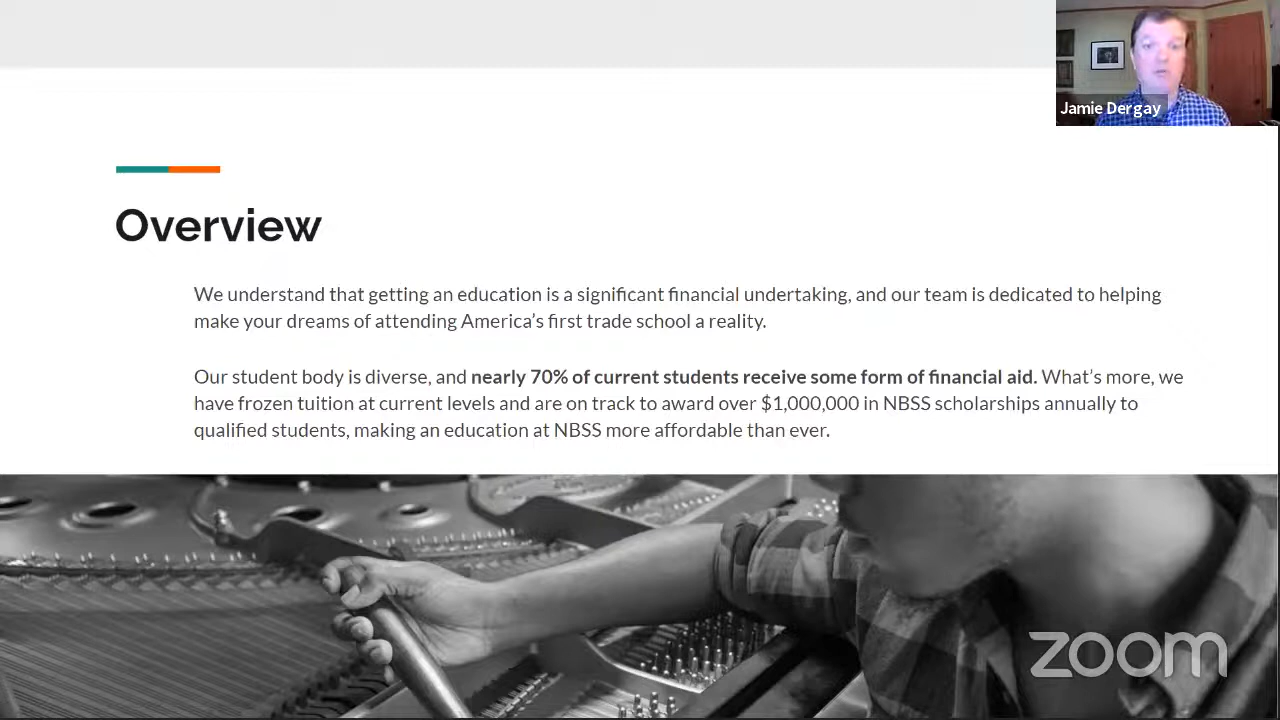 Jamie Dergay
Overview
We understand that getting an education is a significant financial undertaking, and our team is dedicated to helping
make your dreams of attending America's first trade school a reality.
Our student body is diverse, and nearly 70% of current students receive some form of financial aid. What's more, we
have frozen tuition at current levels and are on track to award over $1,000,000 in NBSS scholarships annually to
qualified students, making an education at NBSS more affordable than ever.
zoom